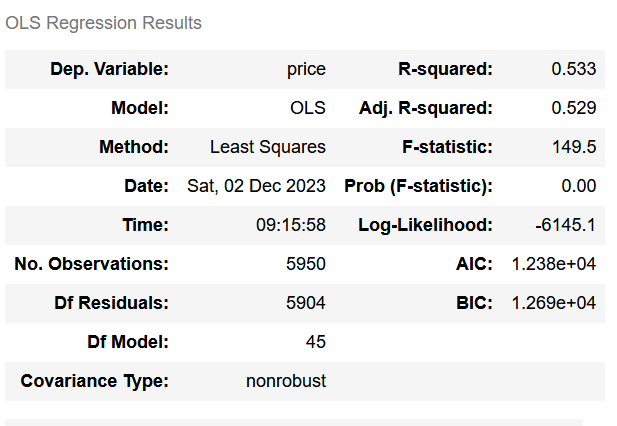 OLS Regression Results
Dep. Variable: price R-squared: 0.533
Model: OLS Adj. R-squared: 0.529
Method: Least Squares F-statistic: 149.5
Date: Sat, 02 Dec 2023 Prob (F-statistic): 0.00
Time: 09:15:58 Log-Likelihood: -6145.1
No. Observations: 5950 AIC: 1.238e+04
Df Residuals: 5904 BIC: 1.269e+04
Df Model: 45
Covariance Type: nonrobust